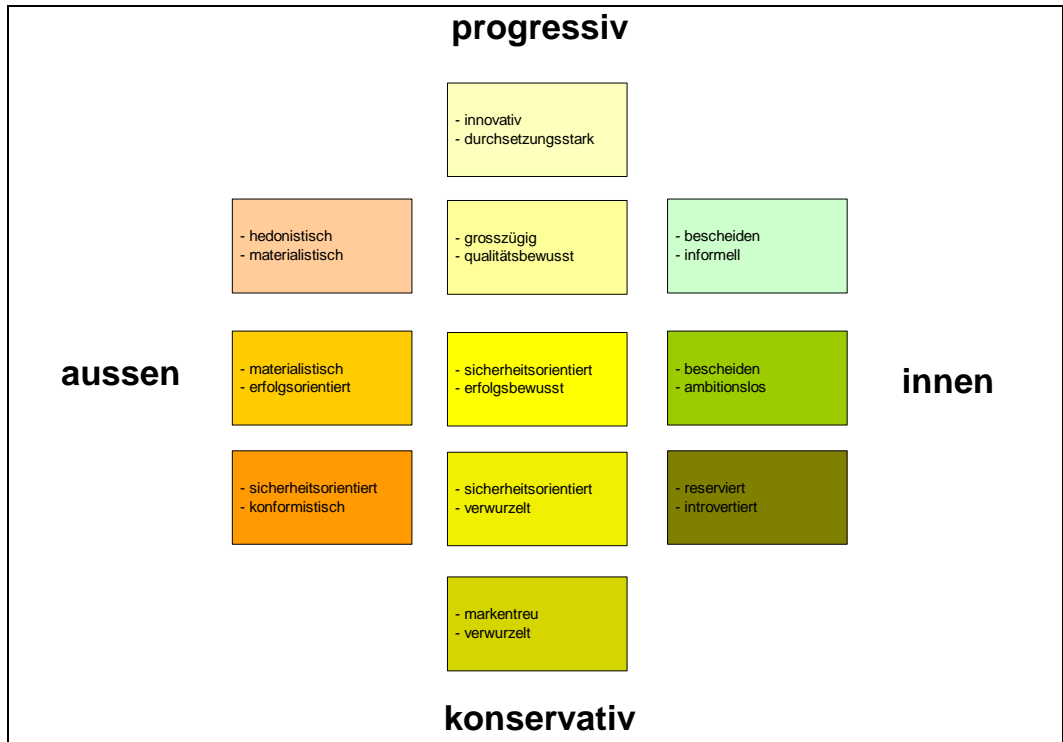 progressiv
- innovativ
- durchsetzungsstark
- hedonistisch
- materialistisch
- grosszügig
- qualitätsbewusst
- bescheiden
- informell
aussen
- materialistisch
- erfolgsorientiert
- sicherheitsorientiert
- erfolgsbewusst
- bescheiden
- ambitionslos
innen
- sicherheitsorientiert
- konformistisch
- sicherheitsorientiert
- verwurzelt
- reserviert
- introvertiert
- markentreu
- verwurzelt
konservativ